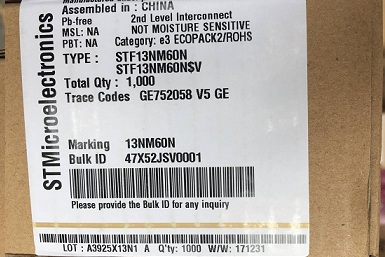 Assembled in : CHINA
Pb-free 2nd Level Interconnect
MSL: NA NOT MOISTURE SENSITIVE
PBT: NA Category: e3 ECOPACK2/ROHS
TYPE : STF13NM60N
STF13NM60N$V
Total Qty : 1,000
Trace Codes GE752058 V5 GE
STMicroelectronics
Marking 13NM60N
Bulk ID 47X52JSV0001
Please provide the Bulk ID for any inquiry
LOT : A3925X13N1 A Q'ty: 1000 W/W: 171231